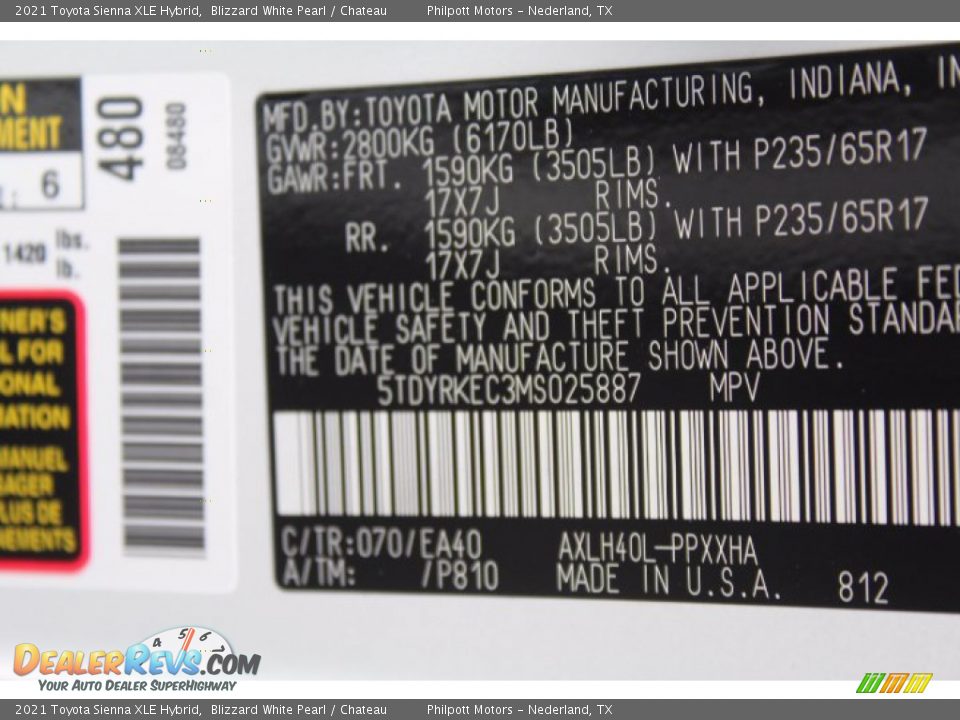 2021 Toyota Sienna XLE Hybrid, Blizzard White Pearl / Chateau Philpott Motors - Nederland, TX
MFD.BY:TOYOTA MOTOR MANUFACTURING, INDIANA, IN
GVWR:2800KG (6170LB)
GAWR:FRT. 1590KG (3505LB) WITH P235/65R17
17X7J RIMS.
RR. 1590KG (3505LB) WITH P235/65R17
17X7J RIMS.
THIS VEHICLE CONFORMS TO ALL APPLICABLE FED
VEHICLE SAFETY AND THEFT PREVENTION STANDAR
THE DATE OF MANUFACTURE SHOWN ABOVE.
5TDYRKEC3MS025887 MPV
C/TR:070/EA40 AXLH40L-PPXXHA
A/TM: /P810 MADE IN U.S.A. 812
N
MENT
6
480
08480
1420 lbs.
lb.
NER'S
L FOR
ONAL
MATION
MANUEL
AGER
LUS DE
NEMENTS
4 5 6 7
DEALERREVS.COM
YOUR AUTO DEALER SUPERHIGHWAY
2021 Toyota Sienna XLE Hybrid, Blizzard White Pearl / Chateau Philpott Motors - Nederland, TX